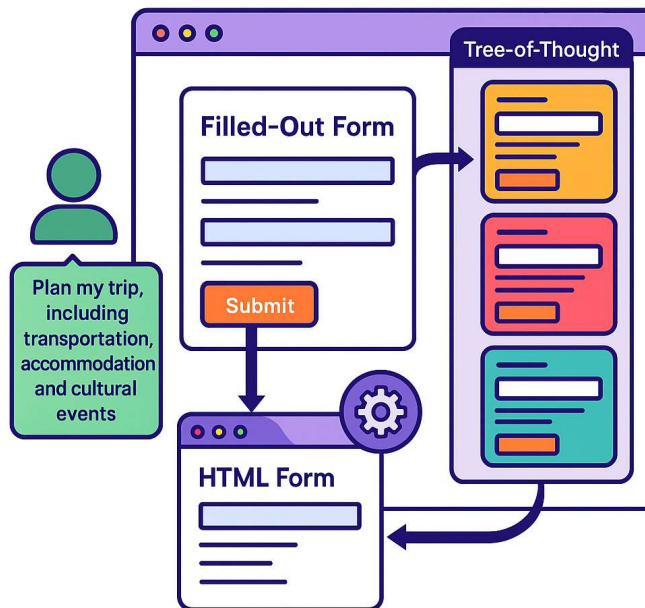 Tree-of-Thought
Filled-Out Form
Submit
Plan my trip,
including
transportation,
accommodation
and cultural
events
HTML Form